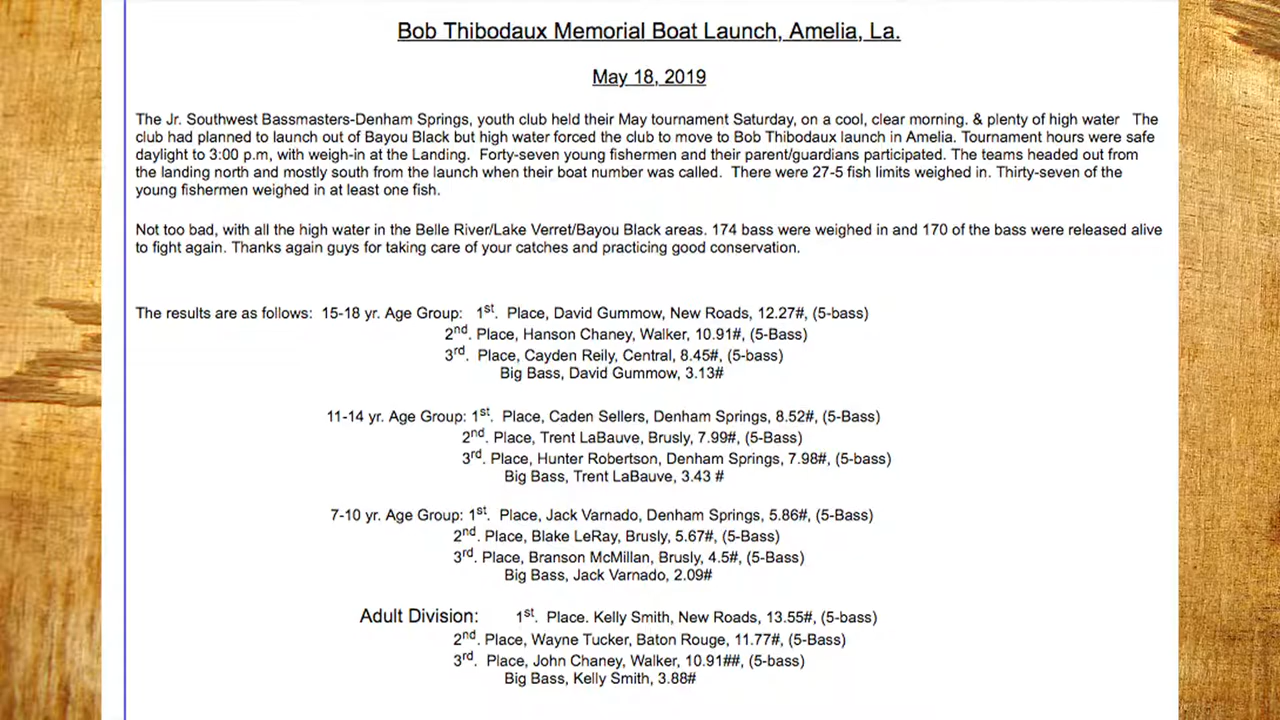 Bob Thibodaux Memorial Boat Launch, Amelia, La.
May 18, 2019
The Jr. Southwest Bassmasters-Denham Springs, youth club held their May tournament Saturday, on a cool, clear morning. & plenty of high water The
club had planned to launch out of Bayou Black but high water forced the club to move to Bob Thibodaux launch in Amelia. Tournament hours were safe
daylight to 3:00 p.m, with weigh-in at the Landing. Forty-seven young fishermen and their parent/guardians participated. The teams headed out from
the landing north and mostly south from the launch when their boat number was called. There were 27-5 fish limits weighed in. Thirty-seven of the
young fishermen weighed in at least one fish.
Not too bad, with all the high water in the Belle River/Lake Verret/Bayou Black areas. 174 bass were weighed in and 170 of the bass were released alive
to fight again. Thanks again guys for taking care of your catches and practicing good conservation.
The results are as follows: 15-18 yr. Age Group: 1st. Place, David Gummow, New Roads, 12.27#, (5-bass)
2nd. Place, Hanson Chaney, Walker, 10.91#, (5-Bass)
3rd. Place, Cayden Reily, Central, 8.45#, (5-bass)
Big Bass, David Gummow, 3.13#
11-14 yr. Age Group: 1st. Place, Caden Sellers, Denham Springs, 8.52#, (5-Bass)
2nd. Place, Trent LaBauve, Brusly, 7.99#, (5-Bass)
3rd. Place, Hunter Robertson, Denham Springs, 7.98#, (5-bass)
Big Bass, Trent LaBauve, 3.43 #
7-10 yr. Age Group: 1st. Place, Jack Varnado, Denham Springs, 5.86#, (5-Bass)
2nd. Place, Blake LeRay, Brusly, 5.67#, (5-Bass)
3rd. Place, Branson McMillan, Brusly, 4.5#, (5-Bass)
Big Bass, Jack Varnado, 2.09#
Adult Division: 1st. Place. Kelly Smith, New Roads, 13.55#, (5-bass)
2nd. Place, Wayne Tucker, Baton Rouge, 11.77#, (5-Bass)
3rd. Place, John Chaney, Walker, 10.91##, (5-bass)
Big Bass, Kelly Smith, 3.88#